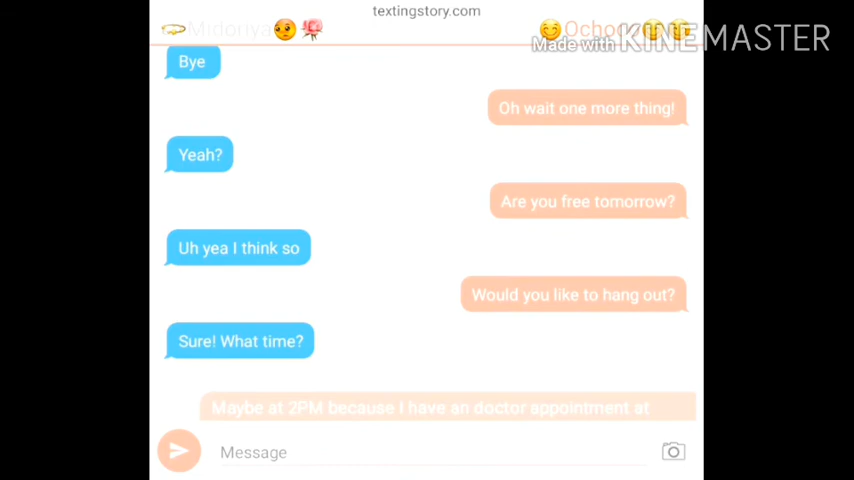 textingstory.com
Midoriya
Ochoco
Made with KINEMASTER
Bye
Oh wait one more thing!
Yeah?
Are you free tomorrow?
Uh yea I think so
Would you like to hang out?
Sure! What time?
Maybe at 2PM because I have an doctor appointment at
Message